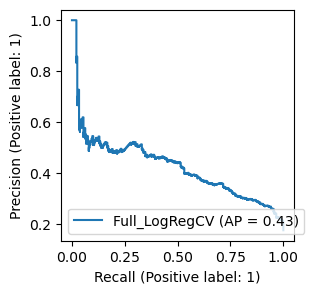 Precision (Positive label: 1)
1.0
0.8
0.6
0.4
0.2
Full_LogRegCV (AP = 0.43)
0.00 0.25 0.50 0.75 1.00
Recall (Positive label: 1)